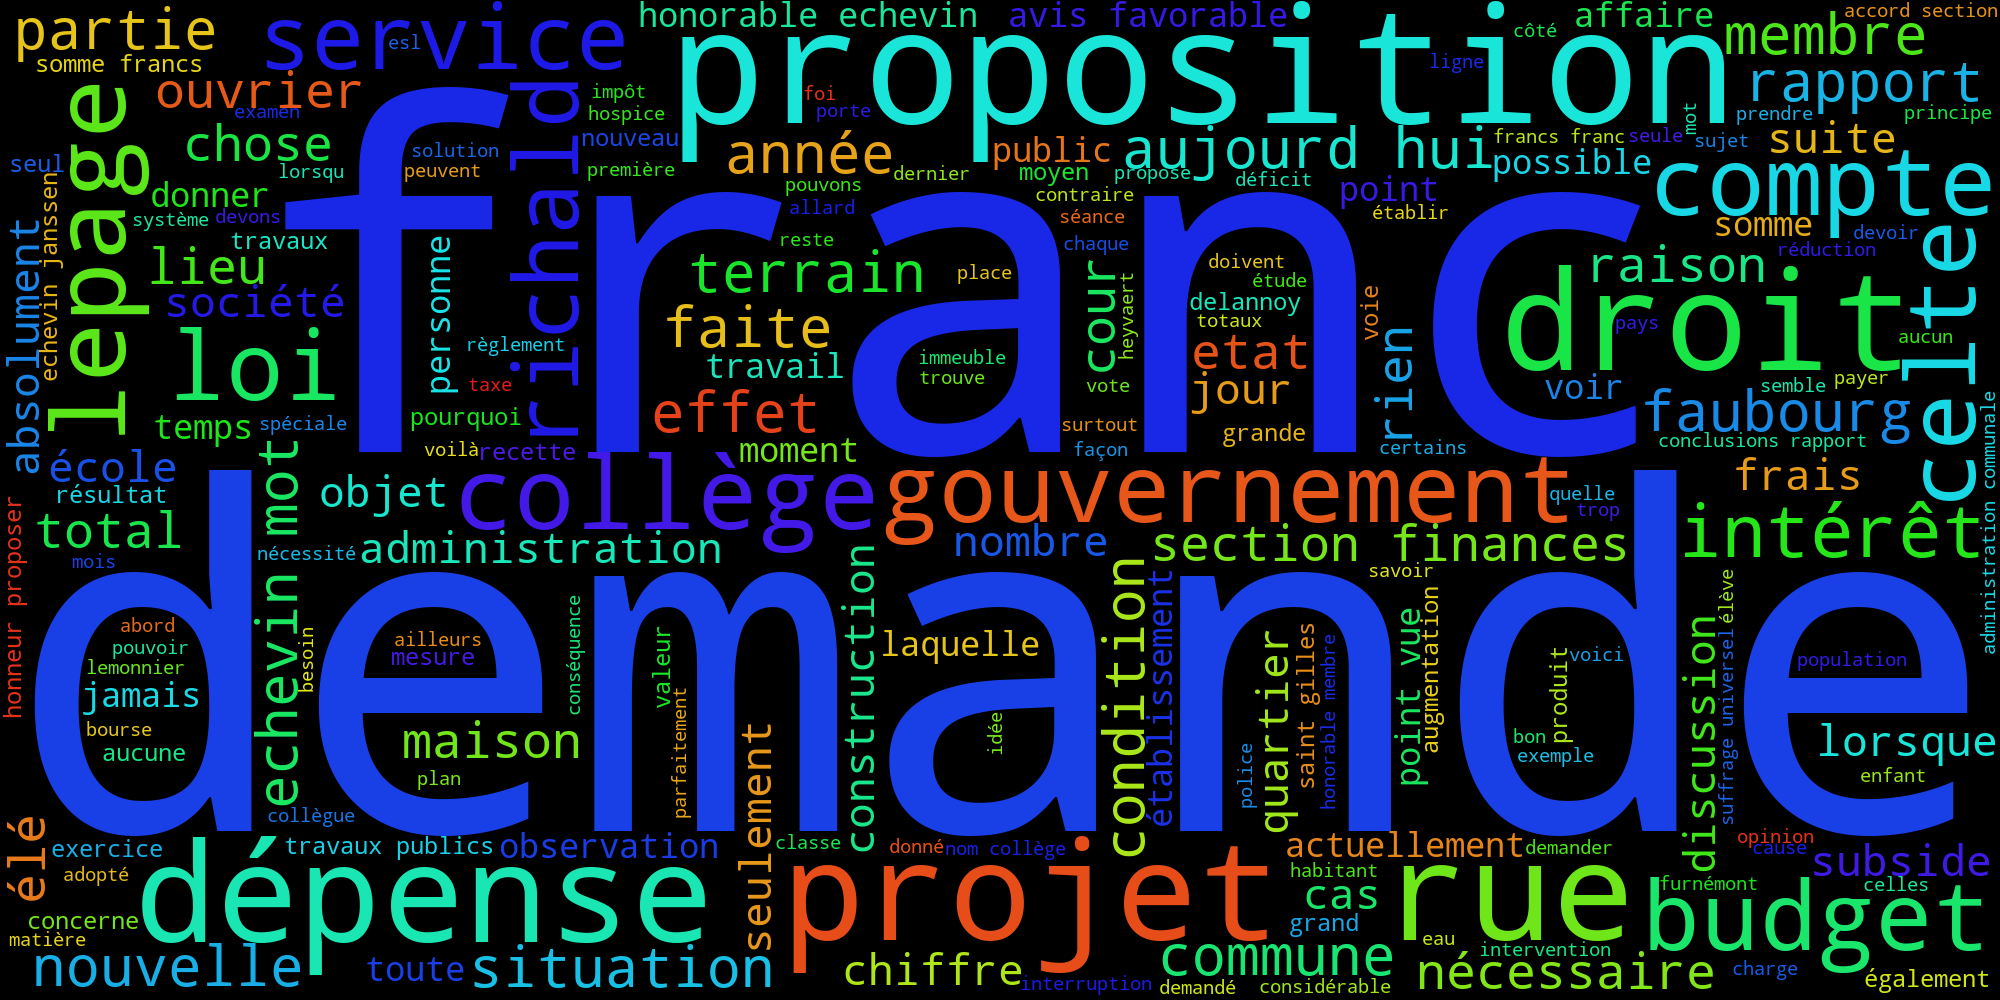 partie
service
honorable echevin
avis favorable
affaire
accord section
somme francs
esl
proposition
côté
membre
ligne
ouvrier
examen
lepage
franc
richald
impôt
hospice
nouveau
première
foi
porte
rapport
prendre
principe
chose
solution
peuvent
lorsqu
année
public
aujourd hui
francs franc
seule
mot
sujet
suite
possible
seul
donner
système
devons
travaux
pouvons
allard
dernier
moyen
propose
contraire
déficit
point
établir
compte
somme
devoir
absolument
echevin janssen
lieu
société
personne
reste
séance
chaque
terrain
place
cour
heyvaert
doivent
étude
delannoy
totaux
voie
réduction
raison
droit
pays
aucun
celte
loi
règlement
taxe
faite
travail
immeuble
trouve
vote
etat
jour
rien
voir
semble
payer
temps
spéciale
pourquoi
voilà
recette
effet
moment
surtout
façon
grande
certains
faubourg
conclusions rapport
administration communale
école
résultat
mot
objet
collège
gouvernement
quelle
trop
frais
total
mois
nécessité
administration
nombre
section finances
savoir
intérêt
honneur proposer
demande
abord
pouvoir
lemonnier
jamais
bourse
aucune
echevin
besoin
ailleurs
mesure
maison
plan
conséquence
valeur
parfaitement
construction
laquelle
idée
condition
établissement
police
quartier
saint gilles
honorable membre
point vue
augmentation
produit
voici
bon
exemple
discussion
suffrage universel
élève
population
lorsque
enfant
collègue
élé
exercice
adopté
travaux publics
observation
seulement
classe
donné
nom collège
actuellement
demander
opinion
cause
subside
concerne
matière
dépense
projet
habitant
cas
grand
rue
furnémont
celles
budget
nouvelle
toute
situation
chiffre
interruption
commune
demandé
considérable
eau
intervention
nécessaire
charge
également